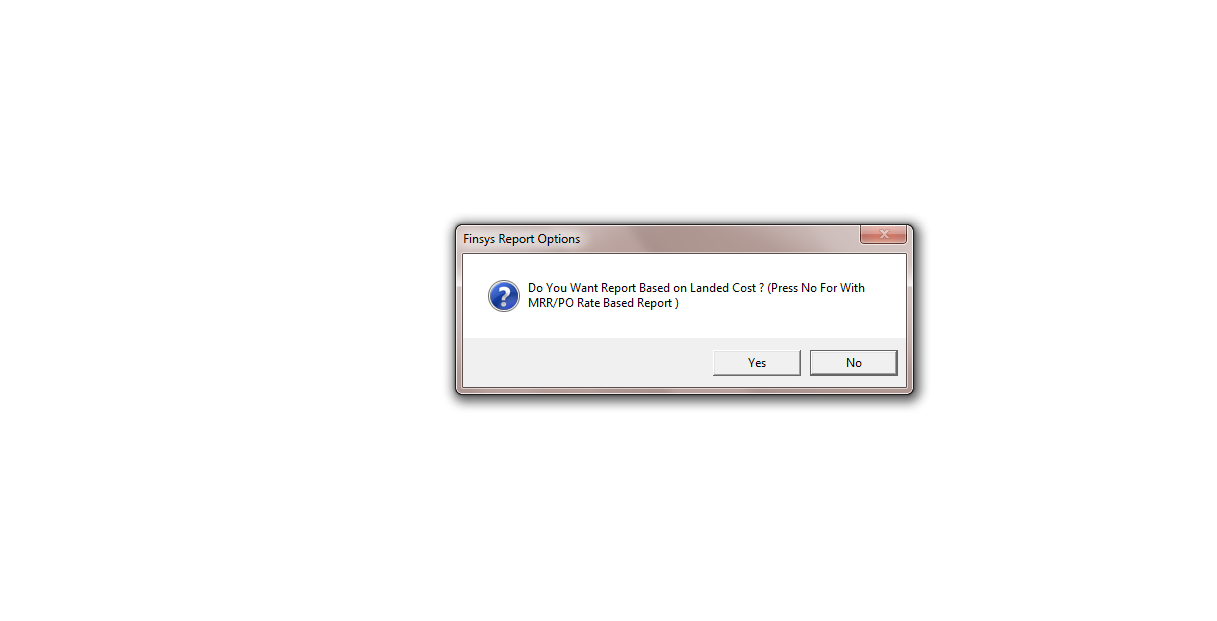 Finsys Report Options
Do You Want Report Based on Landed Cost ? (Press No For With
MRR/PO Rate Based Report )
Yes
No